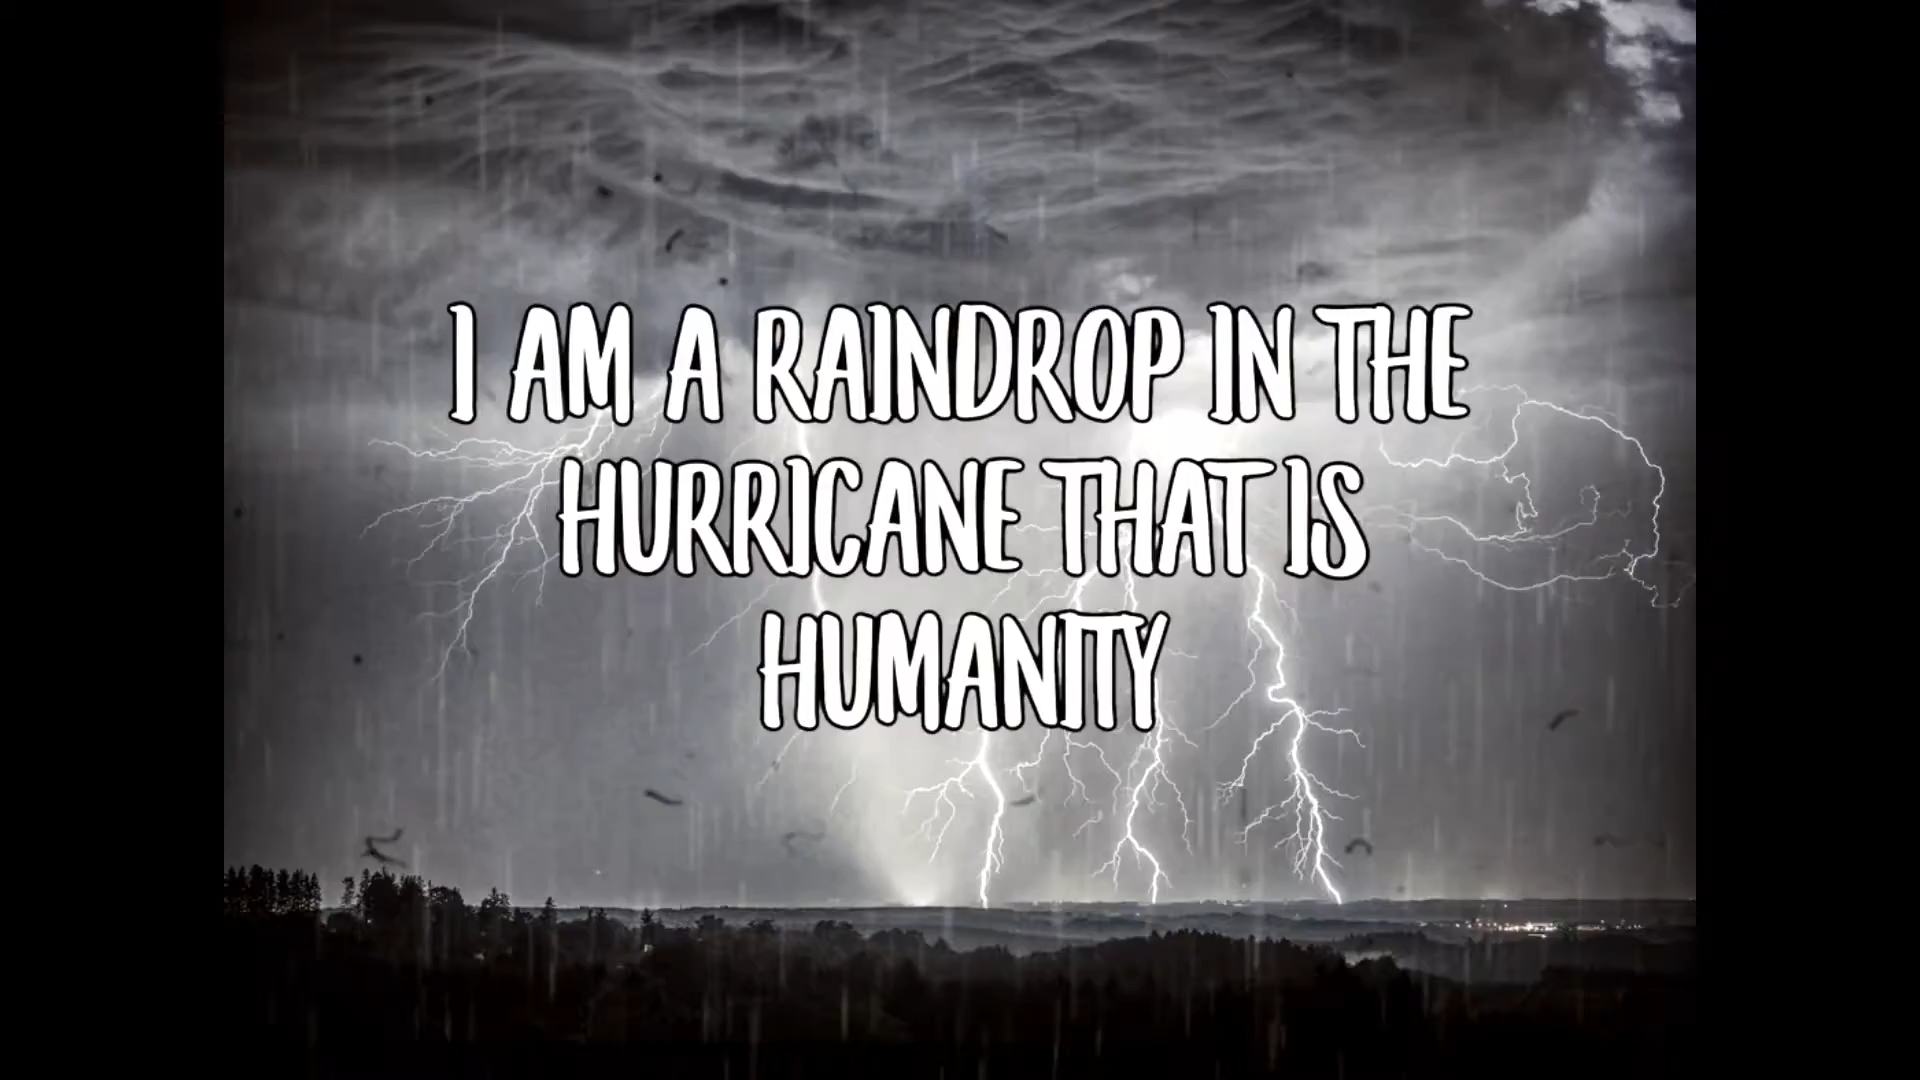 I AM A RAINDROP IN THE
HURRICANE THAT IS
HUMANITY